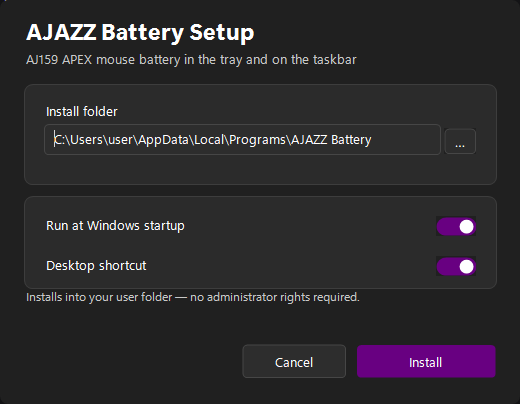 AJAZZ Battery Setup
AJ159 APEX mouse battery in the tray and on the taskbar
Install folder
C:\Users\user\AppData\Local\Programs\AJAZZ Battery
...
Run at Windows startup
Desktop shortcut
Installs into your user folder — no administrator rights required.
Cancel
Install